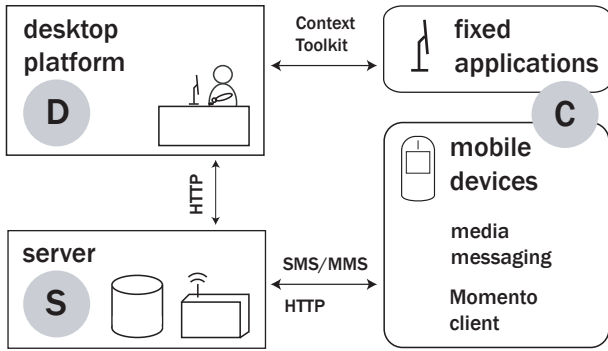 desktop
platform
D
Context
Toolkit
fixed
applications
C
HTTP
mobile
devices
media
messaging
Momento
client
server
S
SMS/MMS
HTTP